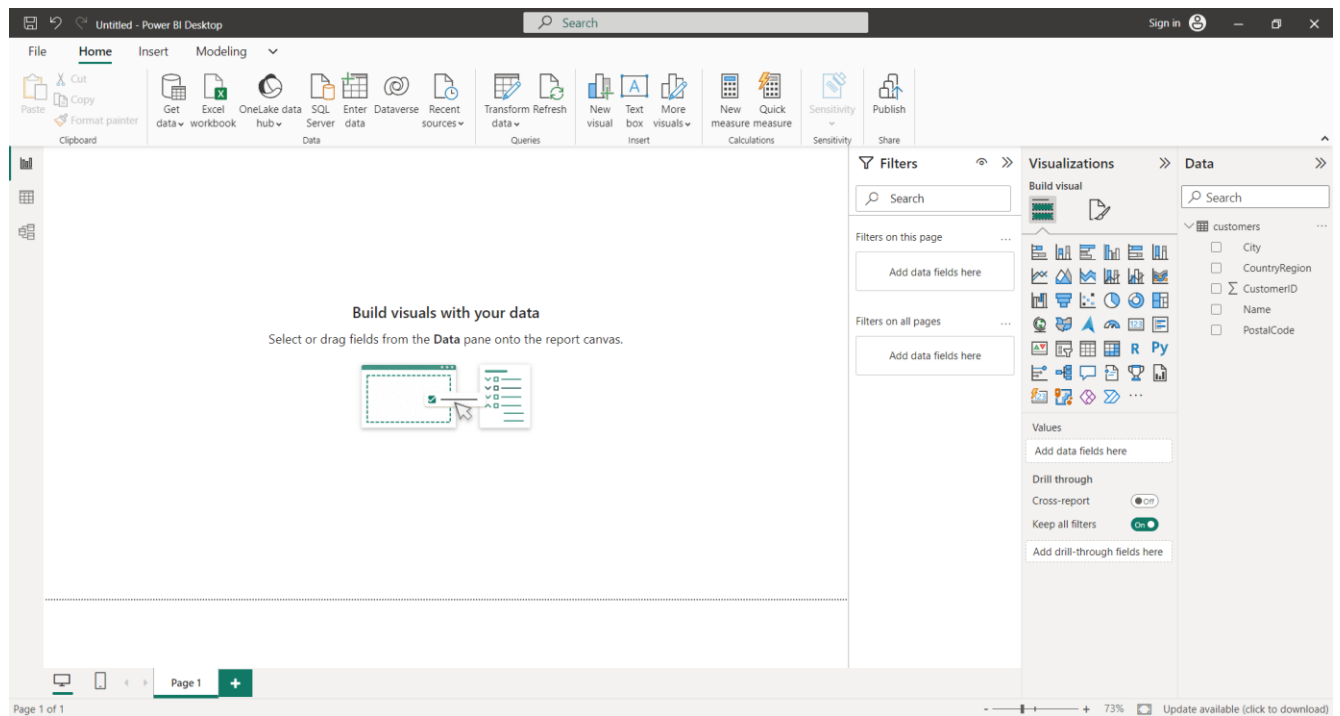 Untitled - Power BI Desktop
Search
Sign in
File Home Insert Modeling
Paste
Cut
Copy
Format painter
Clipboard
Get data
Excel workbook
OneLake data hub
SQL Server
Enter data
Dataverse
Recent sources
Data
Transform data
Refresh
Queries
New visual
Text box
More visuals
Insert
New measure
Quick measure
Calculations
Sensitivity
Sensitivity
Publish
Share
Build visuals with your data
Select or drag fields from the Data pane onto the report canvas.
Filters
Search
Filters on this page
Add data fields here
Filters on all pages
Add data fields here
Visualizations
Build visual
123
R Py
Values
Add data fields here
Drill through
Cross-report Off
Keep all filters On
Add drill-through fields here
Data
Search
customers
City
CountryRegion
∑ CustomerID
Name
PostalCode
Page 1
Page 1 of 1
- + 73%
Update available (click to download)